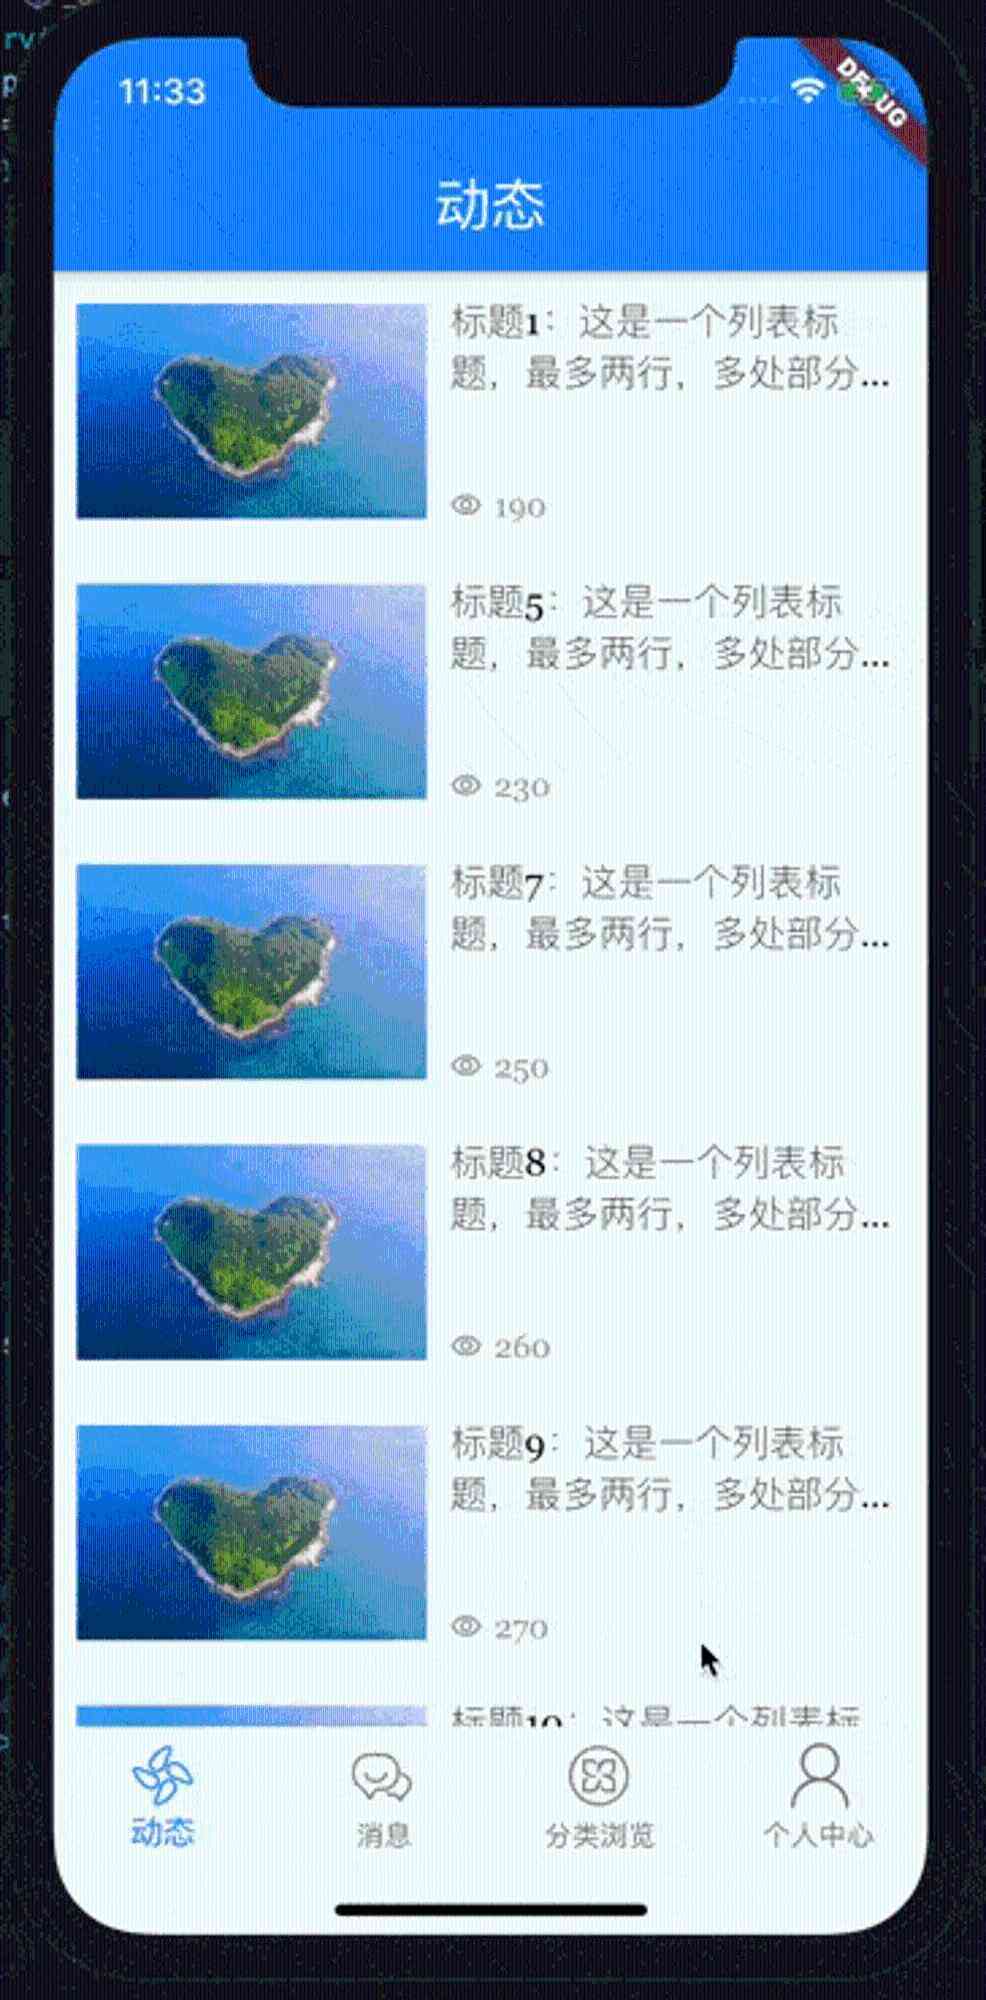 11:33
动态
标题1：这是一个列表标
题，最多两行，多处部分...
190
标题5：这是一个列表标
题，最多两行，多处部分...
230
标题7：这是一个列表标
题，最多两行，多处部分...
250
标题8：这是一个列表标
题，最多两行，多处部分...
260
标题9：这是一个列表标
题，最多两行，多处部分...
270
标题10：这是一个列表标
动态
消息
分类浏览
个人中心